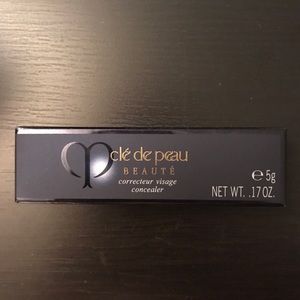 clé de peau
BEAUTÉ
correcteur visage
concealer
℮ 5g
NET WT. .17 OZ.